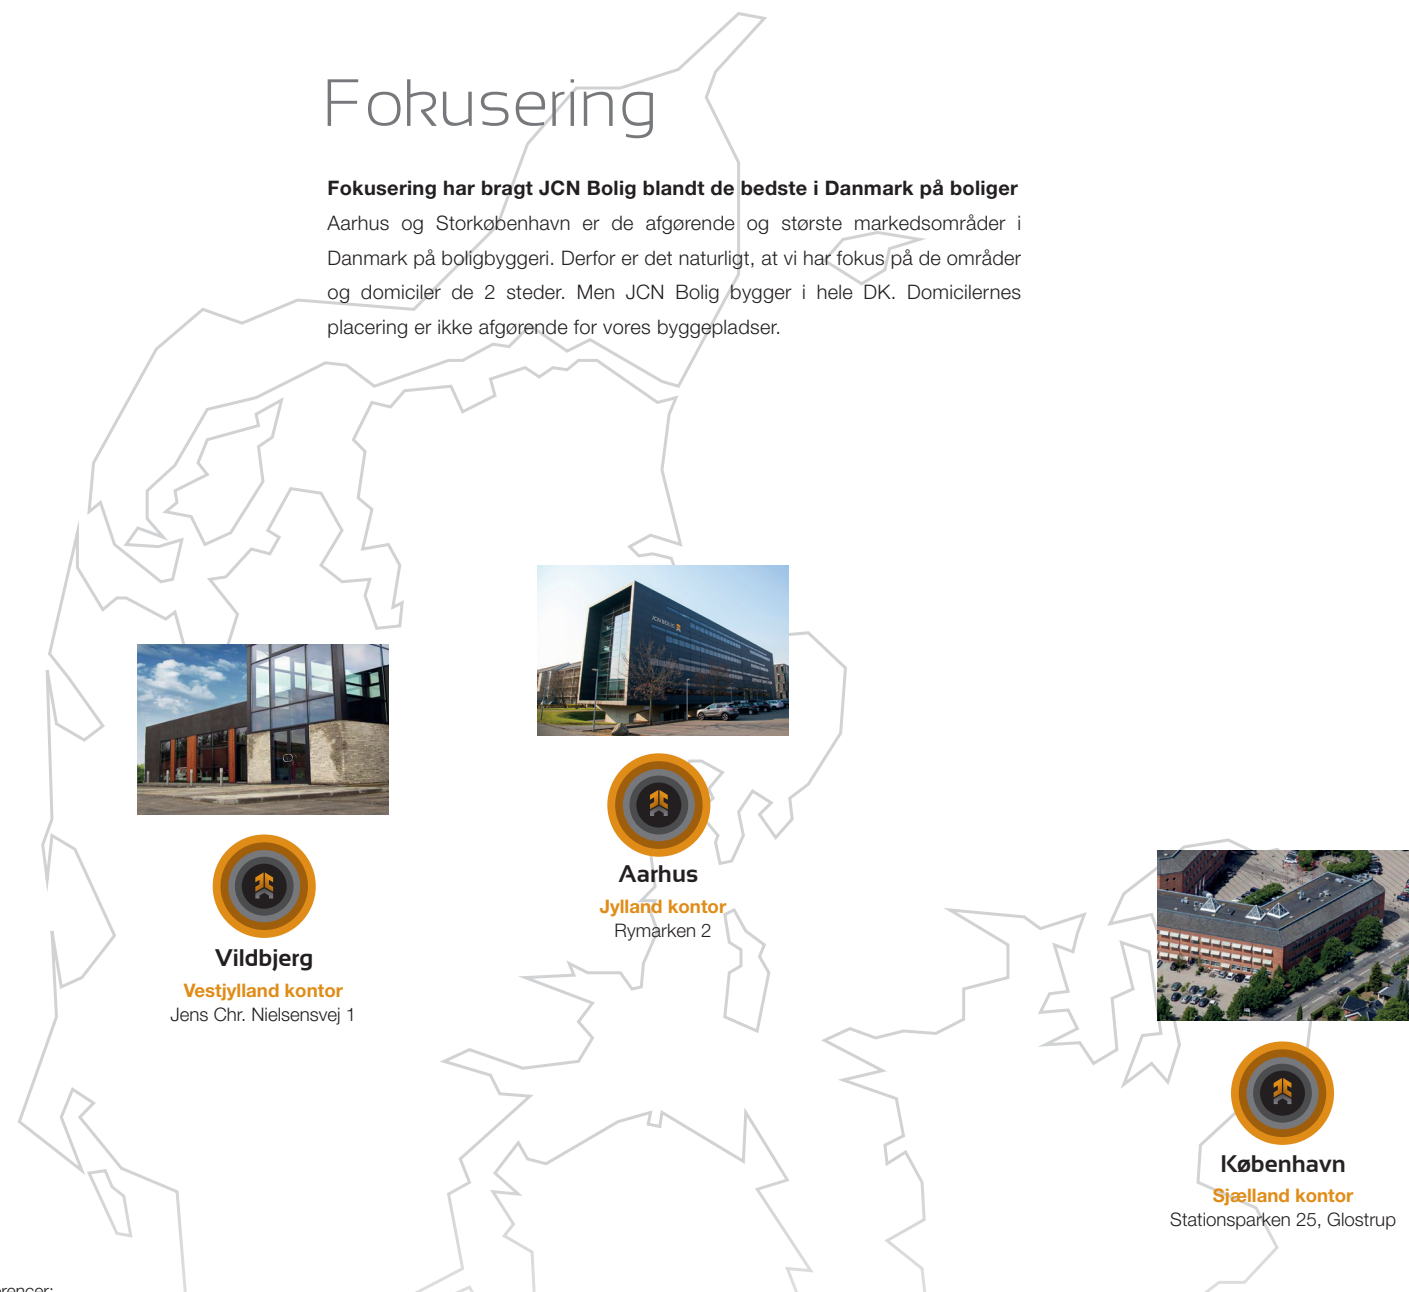 Fokusering
Fokusering har bragt JCN Bolig blandt de bedste i Danmark på boliger
Aarhus og Storkøbenhavn er de afgørende og største markedsområder i
Danmark på boligbyggeri. Derfor er det naturligt, at vi har fokus på de områder
og domiciler de 2 steder. Men JCN Bolig bygger i hele DK. Domicilernes
placering er ikke afgørende for vores byggepladser.
JCN BOLIG
Aarhus
Jylland kontor
Rymarken 2
Vildbjerg
Vestjylland kontor
Jens Chr. Nielsensvej 1
København
Sjælland kontor
Stationsparken 25, Glostrup